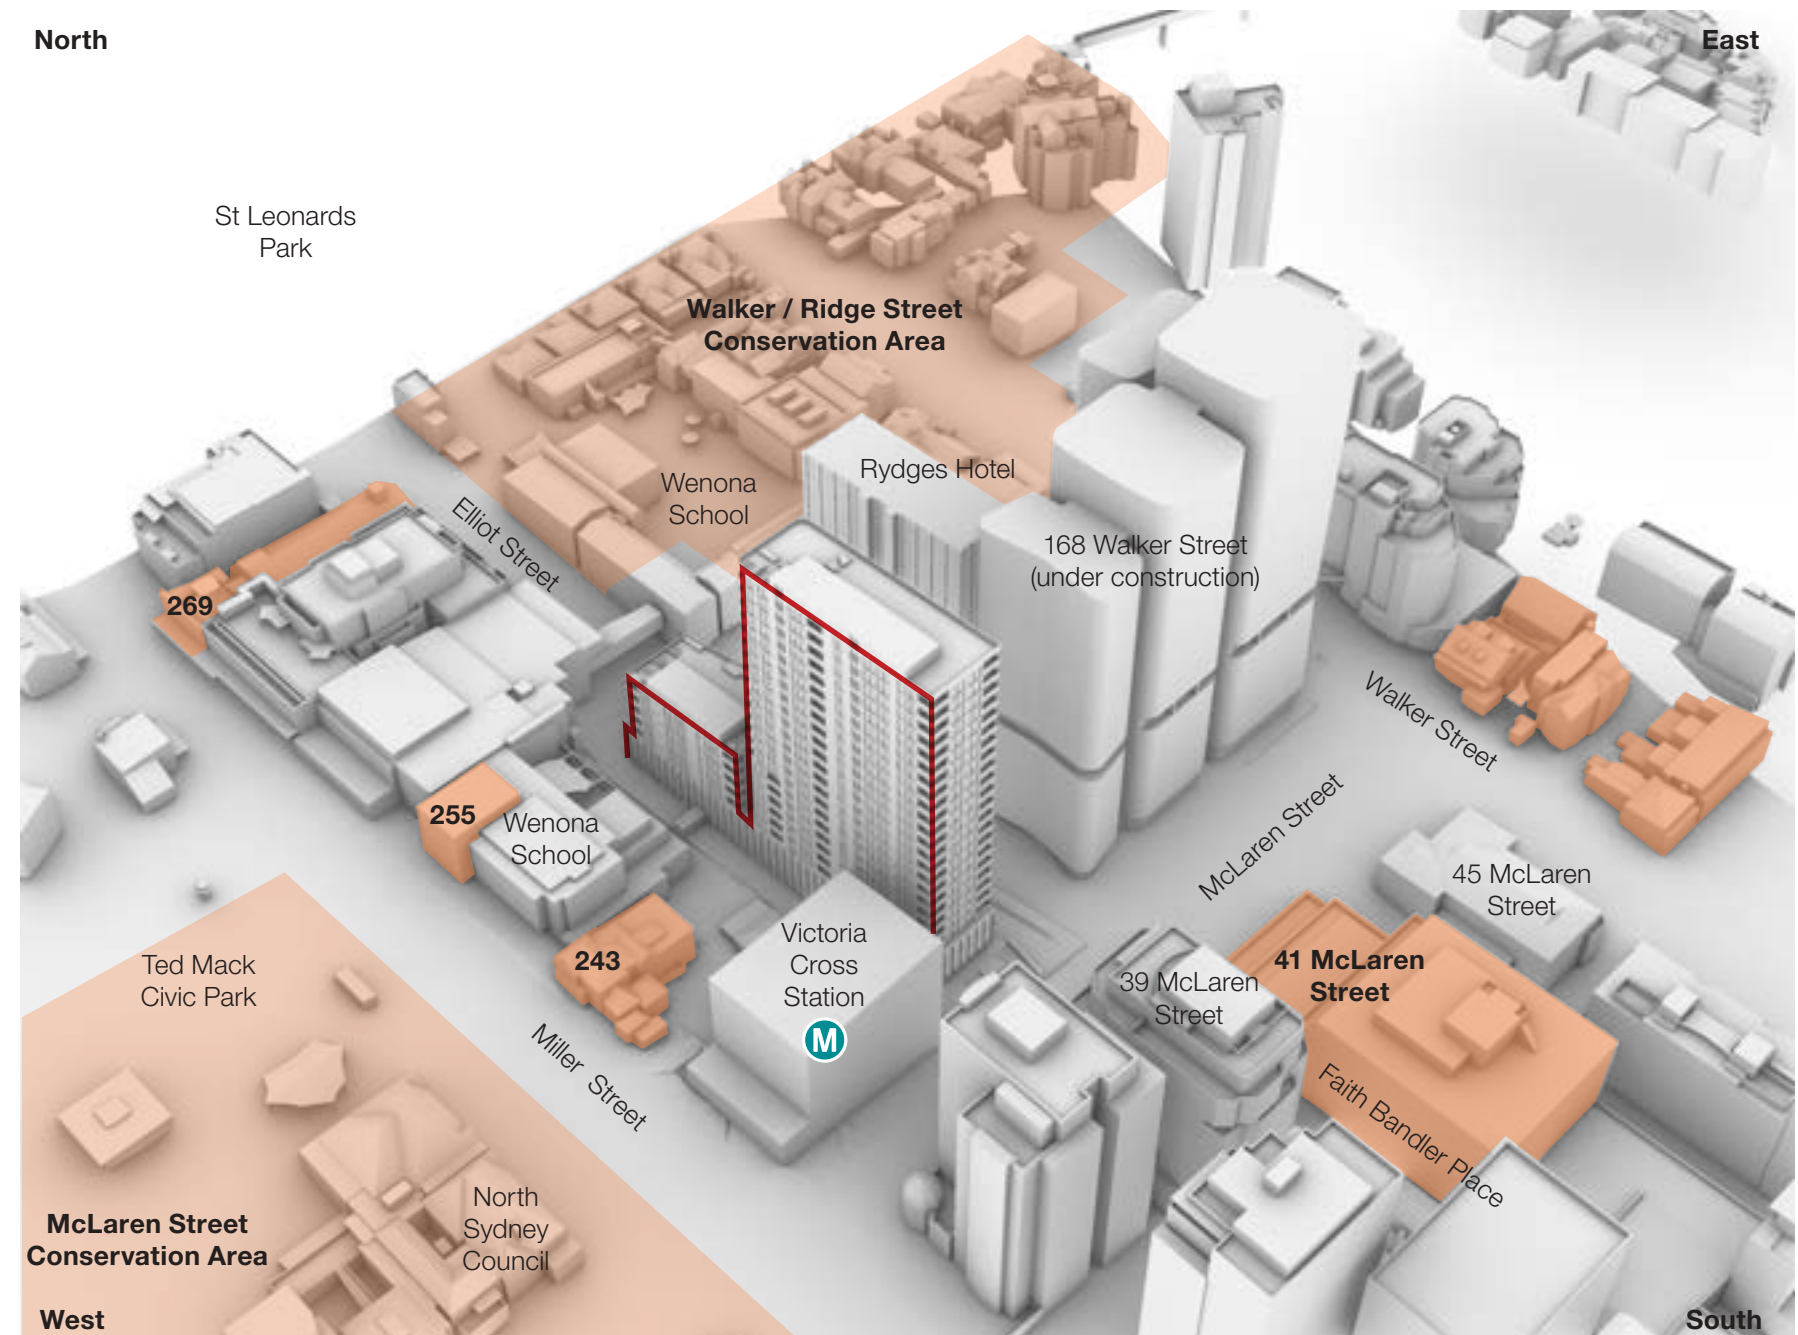 North
East
St Leonards
Park
Walker / Ridge Street
Conservation Area
Rydges Hotel
Wenona
School
Elliot Street
168 Walker Street
(under construction)
269
Walker Street
255
Wenona
School
McLaren Street
45 McLaren
Street
243
Victoria
Cross
Station
M
Ted Mack
Civic Park
41 McLaren
Street
39 McLaren
Street
Miller Street
Faith Bandler Place
North
Sydney
Council
McLaren Street
Conservation Area
West
South